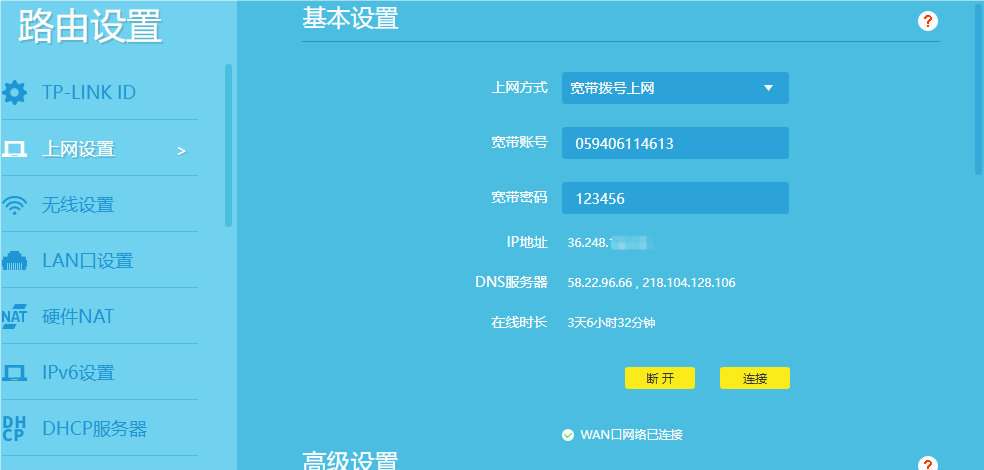 路由设置
TP-LINK ID
上网设置 >
无线设置
LAN口设置
NAT 硬件NAT
IPv6设置
DHCP DHCP服务器
基本设置 ?
上网方式 宽带拨号上网
宽带账号 059406114613
宽带密码 123456
IP地址 36.248.
DNS服务器 58.22.96.66 , 218.104.128.106
在线时长 3天6小时32分钟
断开 连接
WAN口网络已连接
高级设置 ?